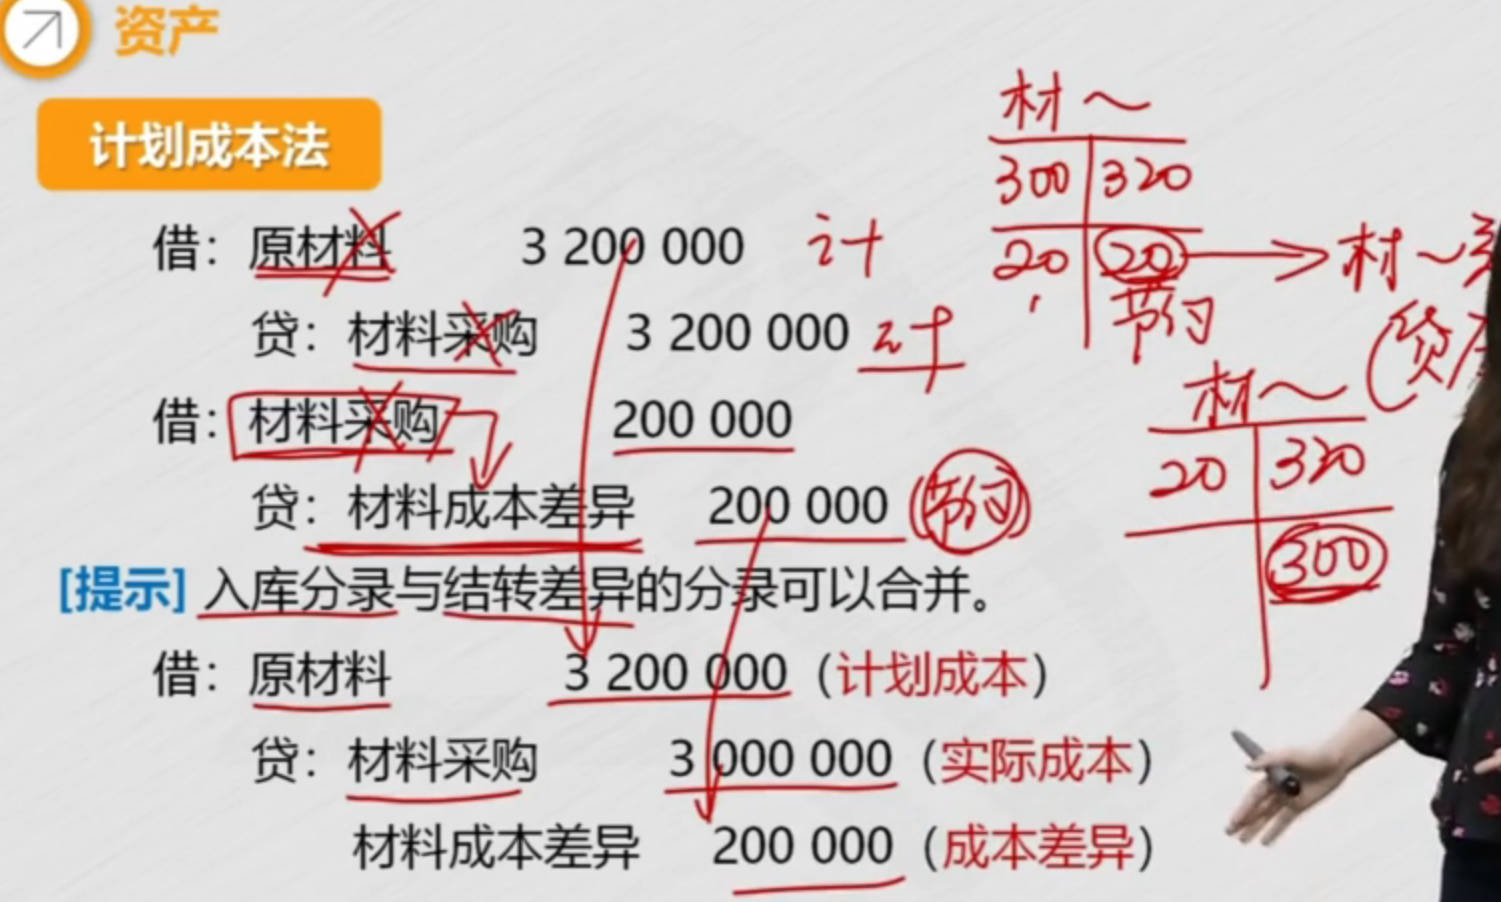 资产
计划成本法
材～
300 320
20 20 → 材～
节约
(贷
借：原材料 3 200 000 计
贷：材料采购 3 200 000 计
材～
20 320
300
借：材料采购 200 000
贷：材料成本差异 200 000 (节约)
[提示] 入库分录与结转差异的分录可以合并。
借：原材料 3 200 000（计划成本）
贷：材料采购 3 000 000（实际成本）
材料成本差异 200 000（成本差异）